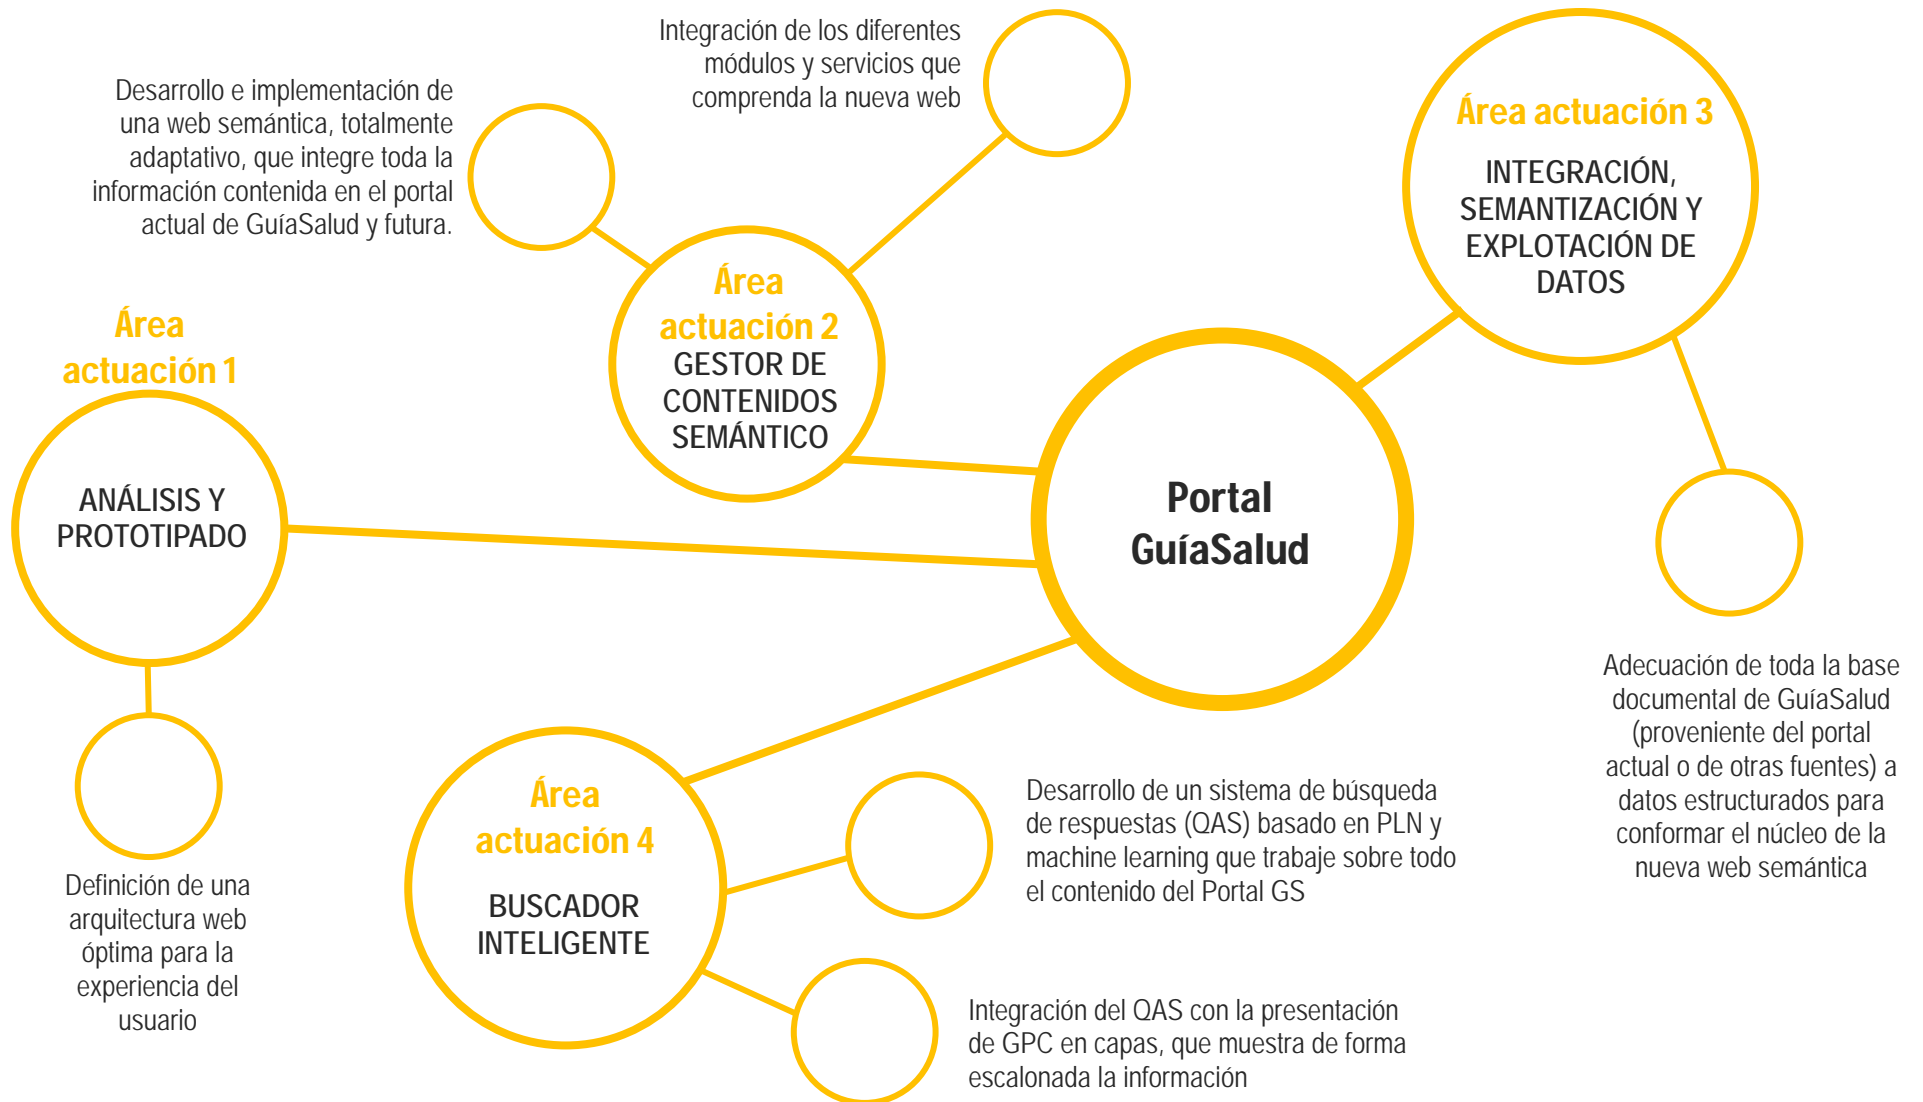 Integración de los diferentes
módulos y servicios que
comprenda la nueva web
Desarrollo e implementación de
una web semántica, totalmente
adaptativo, que integre toda la
información contenida en el portal
actual de GuíaSalud y futura.
Área actuación 3
INTEGRACIÓN,
SEMANTIZACIÓN Y
EXPLOTACIÓN DE
DATOS
Área
actuación 2
GESTOR DE
CONTENIDOS
SEMÁNTICO
Área
actuación 1
ANÁLISIS Y
PROTOTIPADO
Portal
GuíaSalud
Adecuación de toda la base
documental de GuíaSalud
(proveniente del portal
actual o de otras fuentes) a
datos estructurados para
conformar el núcleo de la
nueva web semántica
Área
actuación 4
BUSCADOR
INTELIGENTE
Desarrollo de un sistema de búsqueda
de respuestas (QAS) basado en PLN y
machine learning que trabaje sobre todo
el contenido del Portal GS
Definición de una
arquitectura web
óptima para la
experiencia del
usuario
Integración del QAS con la presentación
de GPC en capas, que muestra de forma
escalonada la información